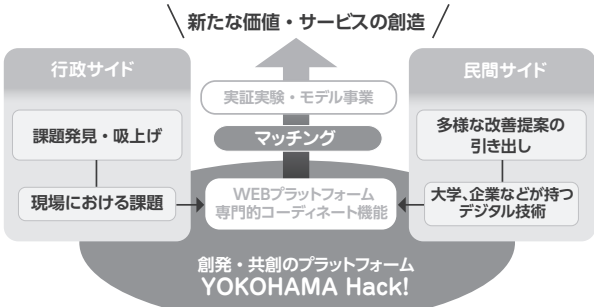 新たな価値・サービスの創造
行政サイド
課題発見・吸上げ
現場における課題
実証実験・モデル事業
マッチング
WEBプラットフォーム
専門的コーディネート機能
民間サイド
多様な改善提案の
引き出し
大学、企業などが持つ
デジタル技術
創発・共創のプラットフォーム
YOKOHAMA Hack!